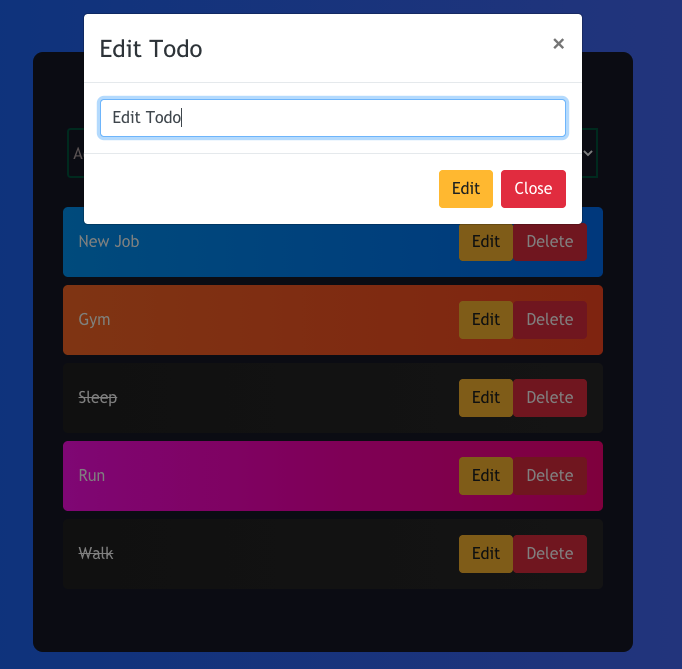 Edit Todo ×
Edit Todo
Edit Close
New Job Edit Delete
Gym Edit Delete
Sleep Edit Delete
Run Edit Delete
Walk Edit Delete